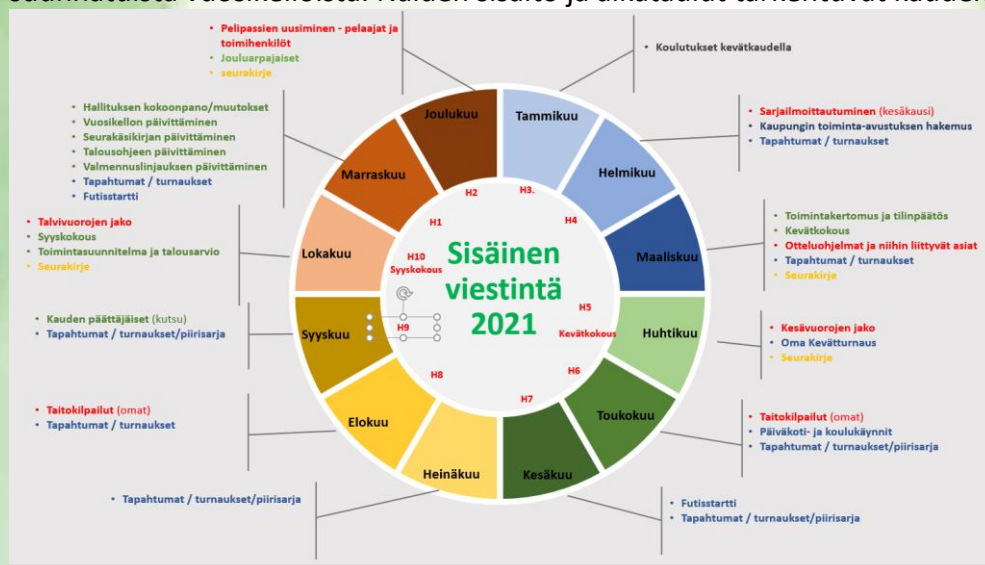 • Pelipassien uusiminen - pelaajat ja
toimihenkilöt
• Jouluarpajaiset
• seurakirje
• Koulutukset kevätkaudella
• Hallituksen kokoonpano/muutokset
• Vuosikellon päivittäminen
• Seurakäsikirjan päivittäminen
• Talousohjeen päivittäminen
• Valmennuslinjauksen päivittäminen
• Tapahtumat / turnaukset
• Futisstartti
• Sarjailmoittautuminen (kesäkausi)
• Kaupungin toiminta-avustuksen hakemus
• Tapahtumat / turnaukset
• Talvivuorojen jako
• Syyskokous
• Toimintasuunnitelma ja talousarvio
• Seurakirje
• Toimintakertomus ja tilinpäätös
• Kevätkokous
• Otteluohjelmat ja niihin liittyvät asiat
• Tapahtumat / turnaukset
• Seurakirje
• Kauden päättäjäiset (kutsu)
• Tapahtumat / turnaukset/piirisarja
• Kesävuorojen jako
• Oma Kevätturnaus
• Seurakirje
• Taitokilpailut (omat)
• Tapahtumat / turnaukset
• Taitokilpailut (omat)
• Päiväkoti- ja koulukäynnit
• Tapahtumat / turnaukset/piirisarja
• Tapahtumat / turnaukset/piirisarja
• Futisstartti
• Tapahtumat / turnaukset/piirisarja
Joulukuu
Tammikuu
Helmikuu
Maaliskuu
Huhtikuu
Toukokuu
Kesäkuu
Heinäkuu
Elokuu
Syyskuu
Lokakuu
Marraskuu
H2
H3.
H1
H4
H10
Syyskokous
Sisäinen
viestintä
2021
H5
Kevätkokous
H9
H8
H6
H7